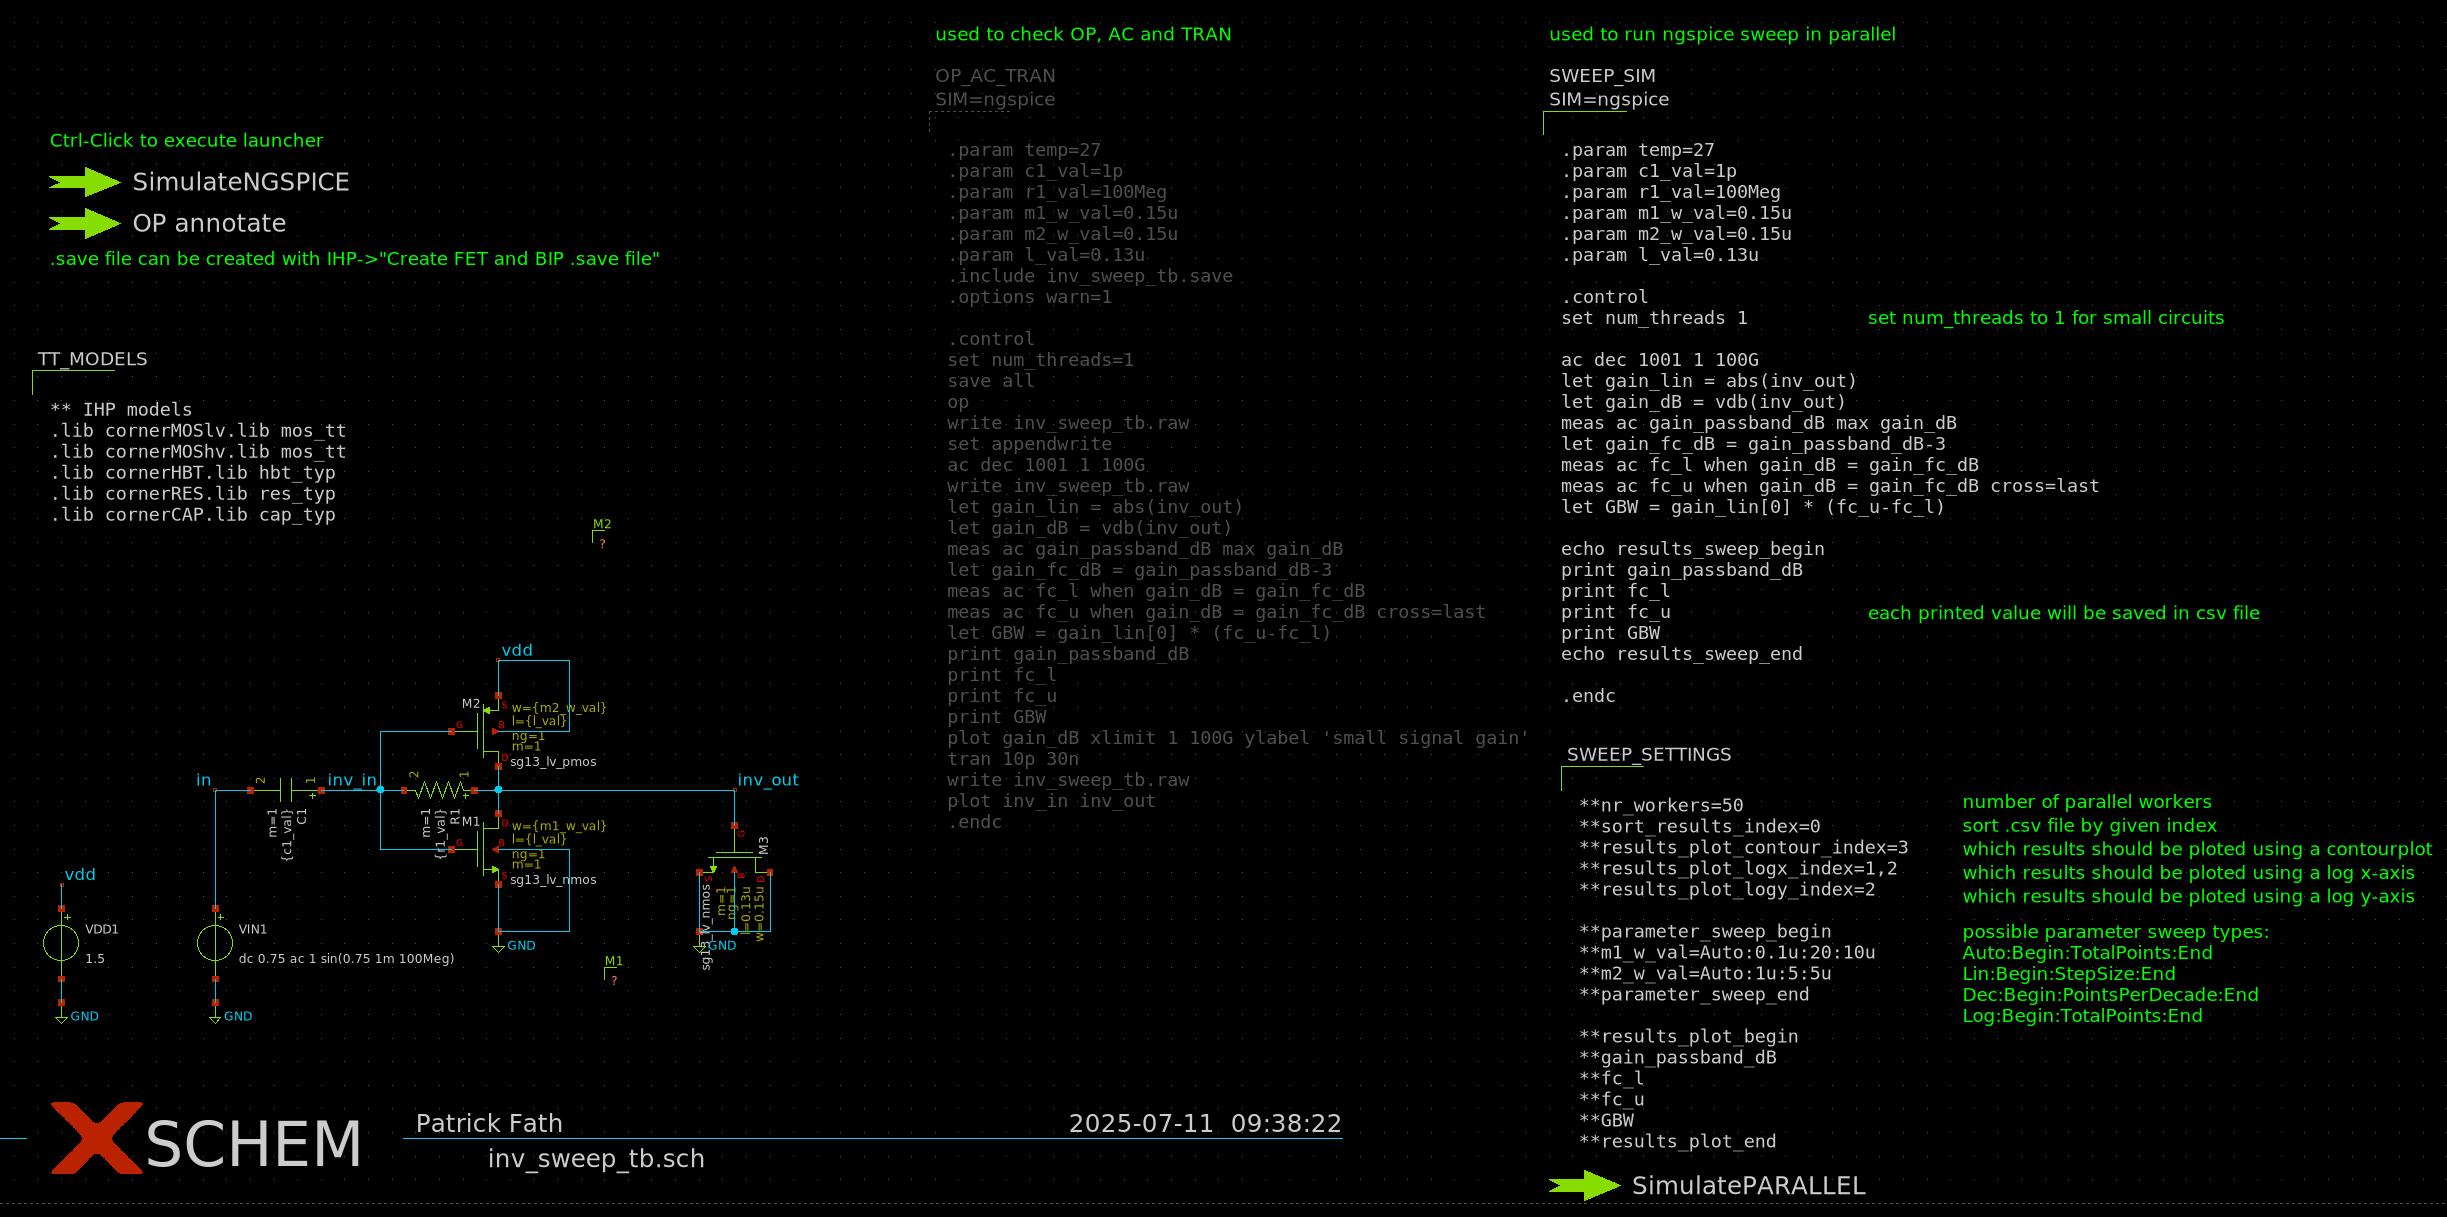 Ctrl-Click to execute launcher
SimulateNGSPICE
OP annotate
.save file can be created with IHP->"Create FET and BIP .save file"
TT_MODELS
** IHP models
.lib cornerMOSlv.lib mos_tt
.lib cornerMOShv.lib mos_tt
.lib cornerHBT.lib hbt_typ
.lib cornerRES.lib res_typ
.lib cornerCAP.lib cap_typ
M2
?
vdd
M2
S
w={m2_w_val}
l={l_val}
G
B
ng=1
m=1
D
sg13_lv_pmos
in
2
1
+
inv_in
2
1
+
inv_out
m=1
{c1_val}
C1
m=1
{r1_val}
R1
M1
D
w={m1_w_val}
l={l_val}
G
B
ng=1
m=1
S
sg13_lv_nmos
GND
G
M3
S
B
D
sg13_lv_nmos
m=1
ng=1
l=0.13u
w=0.15u
GND
vdd
+
VDD1
1.5
GND
+
VIN1
dc 0.75 ac 1 sin(0.75 1m 100Meg)
GND
M1
?
used to check OP, AC and TRAN
OP_AC_TRAN
SIM=ngspice
.param temp=27
.param c1_val=1p
.param r1_val=100Meg
.param m1_w_val=0.15u
.param m2_w_val=0.15u
.param l_val=0.13u
.include inv_sweep_tb.save
.options warn=1
.control
set num_threads=1
save all
op
write inv_sweep_tb.raw
set appendwrite
ac dec 1001 1 100G
write inv_sweep_tb.raw
let gain_lin = abs(inv_out)
let gain_dB = vdb(inv_out)
meas ac gain_passband_dB max gain_dB
let gain_fc_dB = gain_passband_dB-3
meas ac fc_l when gain_dB = gain_fc_dB
meas ac fc_u when gain_dB = gain_fc_dB cross=last
let GBW = gain_lin[0] * (fc_u-fc_l)
print gain_passband_dB
print fc_l
print fc_u
print GBW
plot gain_dB xlimit 1 100G ylabel 'small signal gain'
tran 10p 30n
write inv_sweep_tb.raw
plot inv_in inv_out
.endc
used to run ngspice sweep in parallel
SWEEP_SIM
SIM=ngspice
.param temp=27
.param c1_val=1p
.param r1_val=100Meg
.param m1_w_val=0.15u
.param m2_w_val=0.15u
.param l_val=0.13u
.control
set num_threads 1
set num_threads to 1 for small circuits
ac dec 1001 1 100G
let gain_lin = abs(inv_out)
let gain_dB = vdb(inv_out)
meas ac gain_passband_dB max gain_dB
let gain_fc_dB = gain_passband_dB-3
meas ac fc_l when gain_dB = gain_fc_dB
meas ac fc_u when gain_dB = gain_fc_dB cross=last
let GBW = gain_lin[0] * (fc_u-fc_l)
echo results_sweep_begin
print gain_passband_dB
print fc_l
print fc_u
each printed value will be saved in csv file
print GBW
echo results_sweep_end
.endc
SWEEP_SETTINGS
**nr_workers=50
number of parallel workers
**sort_results_index=0
sort .csv file by given index
**results_plot_contour_index=3
which results should be ploted using a contourplot
**results_plot_logx_index=1,2
which results should be ploted using a log x-axis
**results_plot_logy_index=2
which results should be ploted using a log y-axis
**parameter_sweep_begin
**m1_w_val=Auto:0.1u:20:10u
**m2_w_val=Auto:1u:5:5u
**parameter_sweep_end
possible parameter sweep types:
Auto:Begin:TotalPoints:End
Lin:Begin:StepSize:End
Dec:Begin:PointsPerDecade:End
Log:Begin:TotalPoints:End
**results_plot_begin
**gain_passband_dB
**fc_l
**fc_u
**GBW
**results_plot_end
SimulatePARALLEL
XSCHEM
Patrick Fath
2025-07-11 09:38:22
inv_sweep_tb.sch